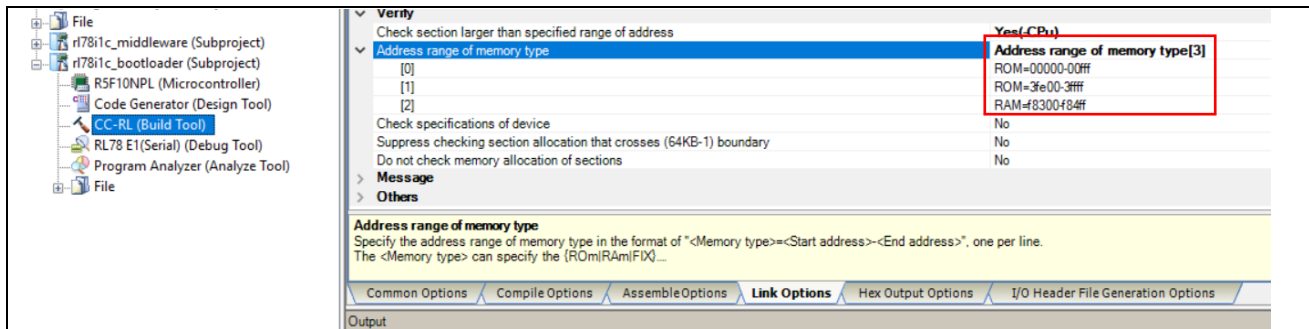 File
rl78i1c_middleware (Subproject)
rl78i1c_bootloader (Subproject)
R5F10NPL (Microcontroller)
Code Generator (Design Tool)
CC-RL (Build Tool)
RL78 E1(Serial) (Debug Tool)
Program Analyzer (Analyze Tool)
File
Verify
Check section larger than specified range of address Yes(-CPu)
Address range of memory type Address range of memory type[3]
[0] ROM=00000-00fff
[1] ROM=3fe00-3ffff
[2] RAM=f8300-f84ff
Check specifications of device No
Suppress checking section allocation that crosses (64KB-1) boundary No
Do not check memory allocation of sections No
Message
Others
Address range of memory type
Specify the address range of memory type in the format of "<Memory type>=<Start address>-<End address>", one per line.
The <Memory type> can specify the {ROm|RAm|FIX}....
Common Options Compile Options Assemble Options Link Options Hex Output Options I/O Header File Generation Options
Output